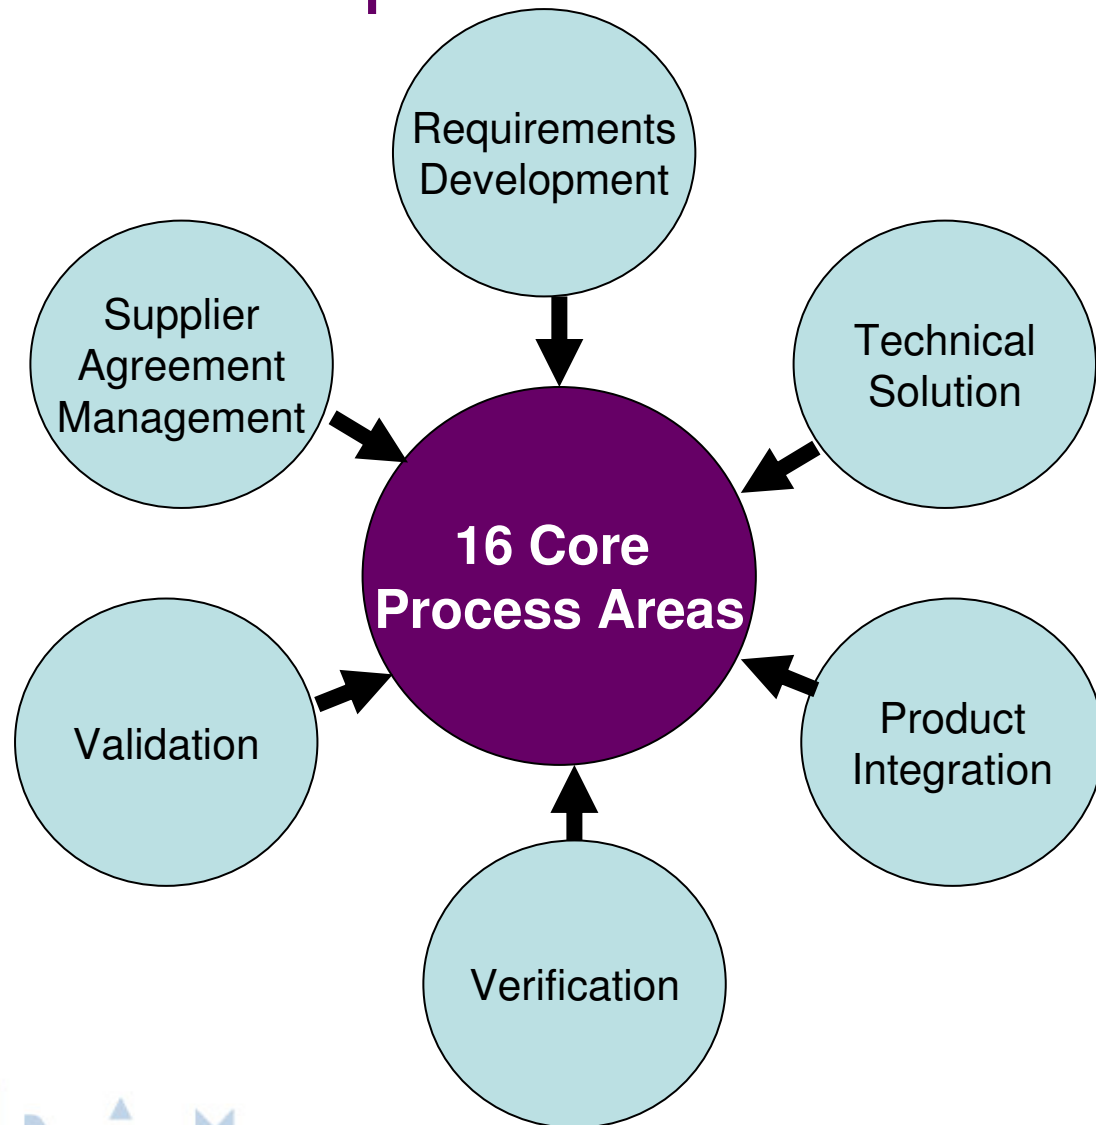 Requirements
Development
Supplier
Agreement
Management
Technical
Solution
16 Core
Process Areas
Validation
Product
Integration
Verification